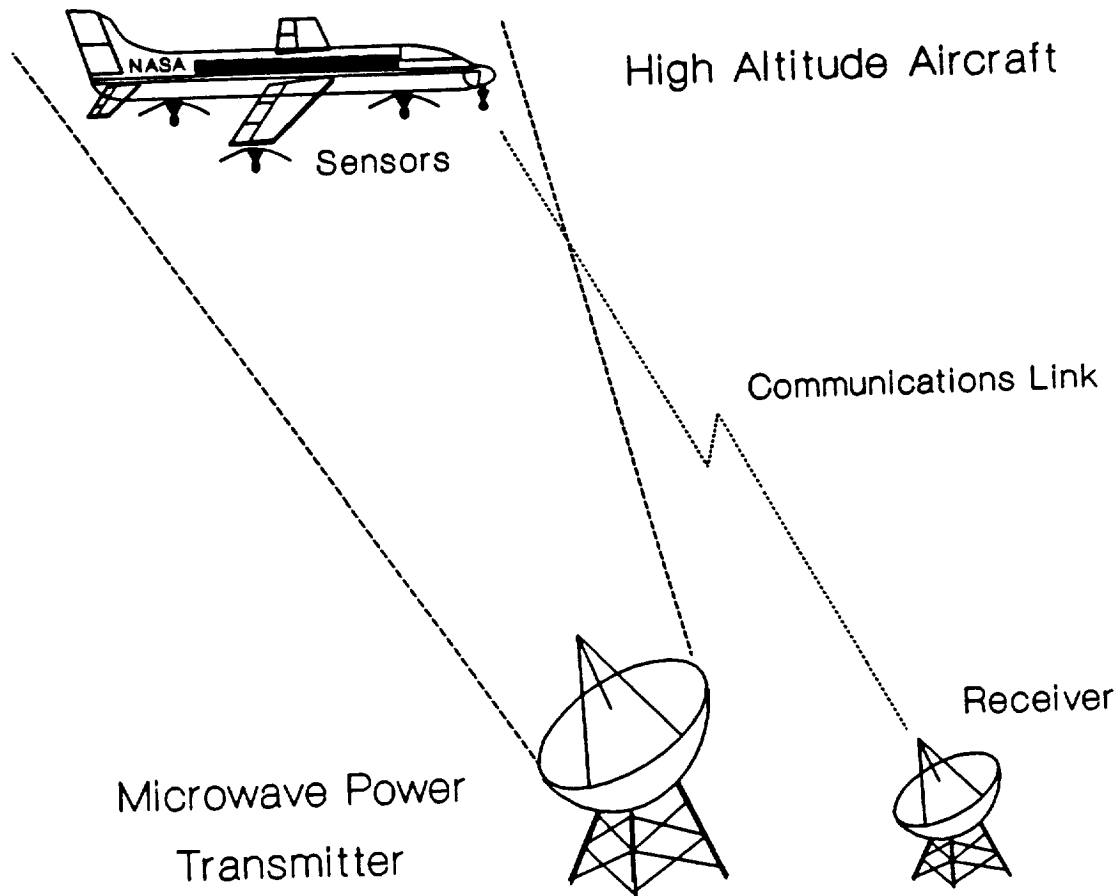 NASA
High Altitude Aircraft
Sensors
Communications Link
Receiver
Microwave Power
Transmitter